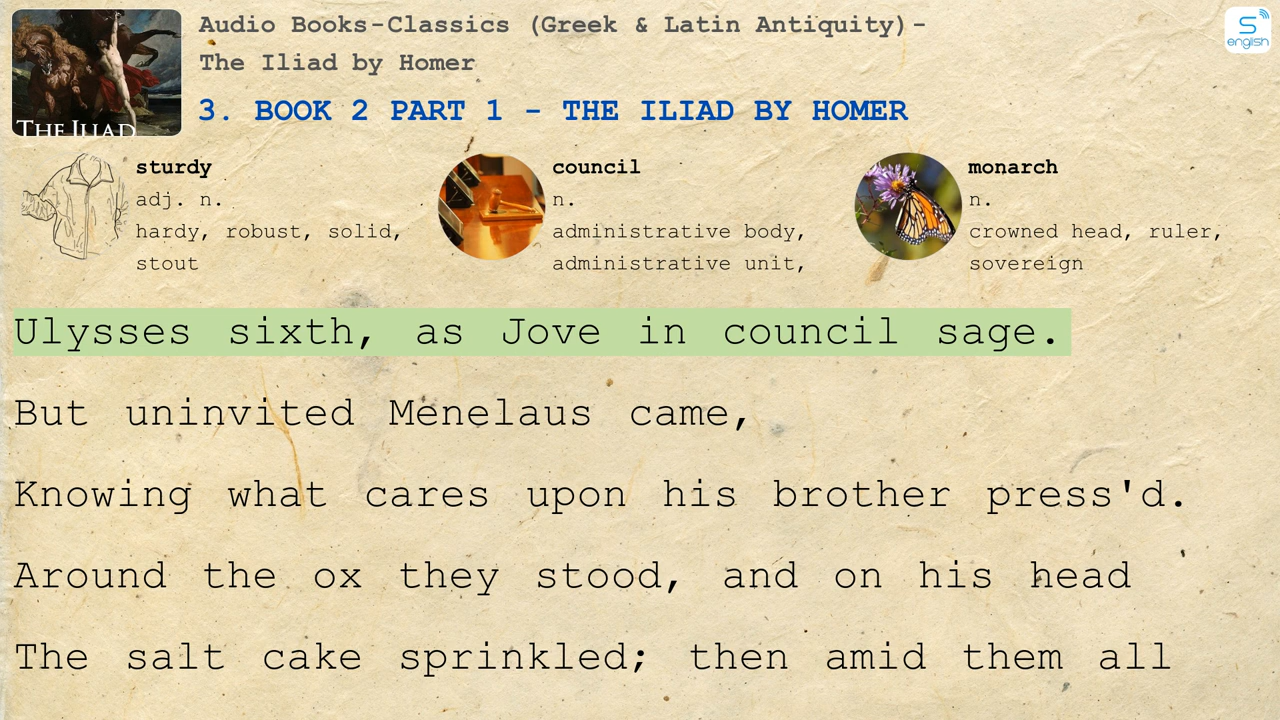 Audio Books-Classics (Greek & Latin Antiquity)-
The Iliad by Homer
3. BOOK 2 PART 1 - THE ILIAD BY HOMER
THE ILIAD
S
english
sturdy
adj. n.
hardy, robust, solid,
stout
council
n.
administrative body,
administrative unit,
monarch
n.
crowned head, ruler,
sovereign
Ulysses sixth, as Jove in council sage.
But uninvited Menelaus came,
Knowing what cares upon his brother press'd.
Around the ox they stood, and on his head
The salt cake sprinkled; then amid them all